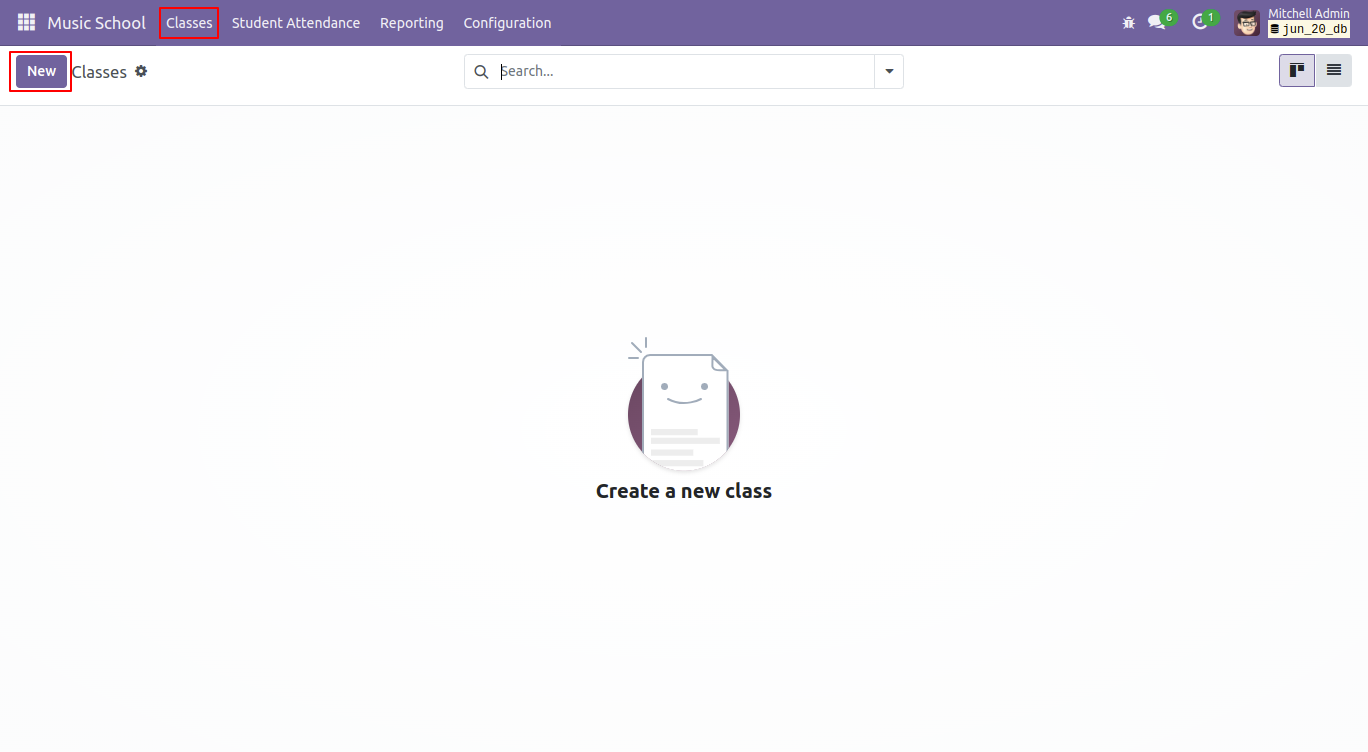 Music School Classes Student Attendance Reporting Configuration 6 1 Mitchell Admin
jun_20_db
New Classes Search...
Create a new class